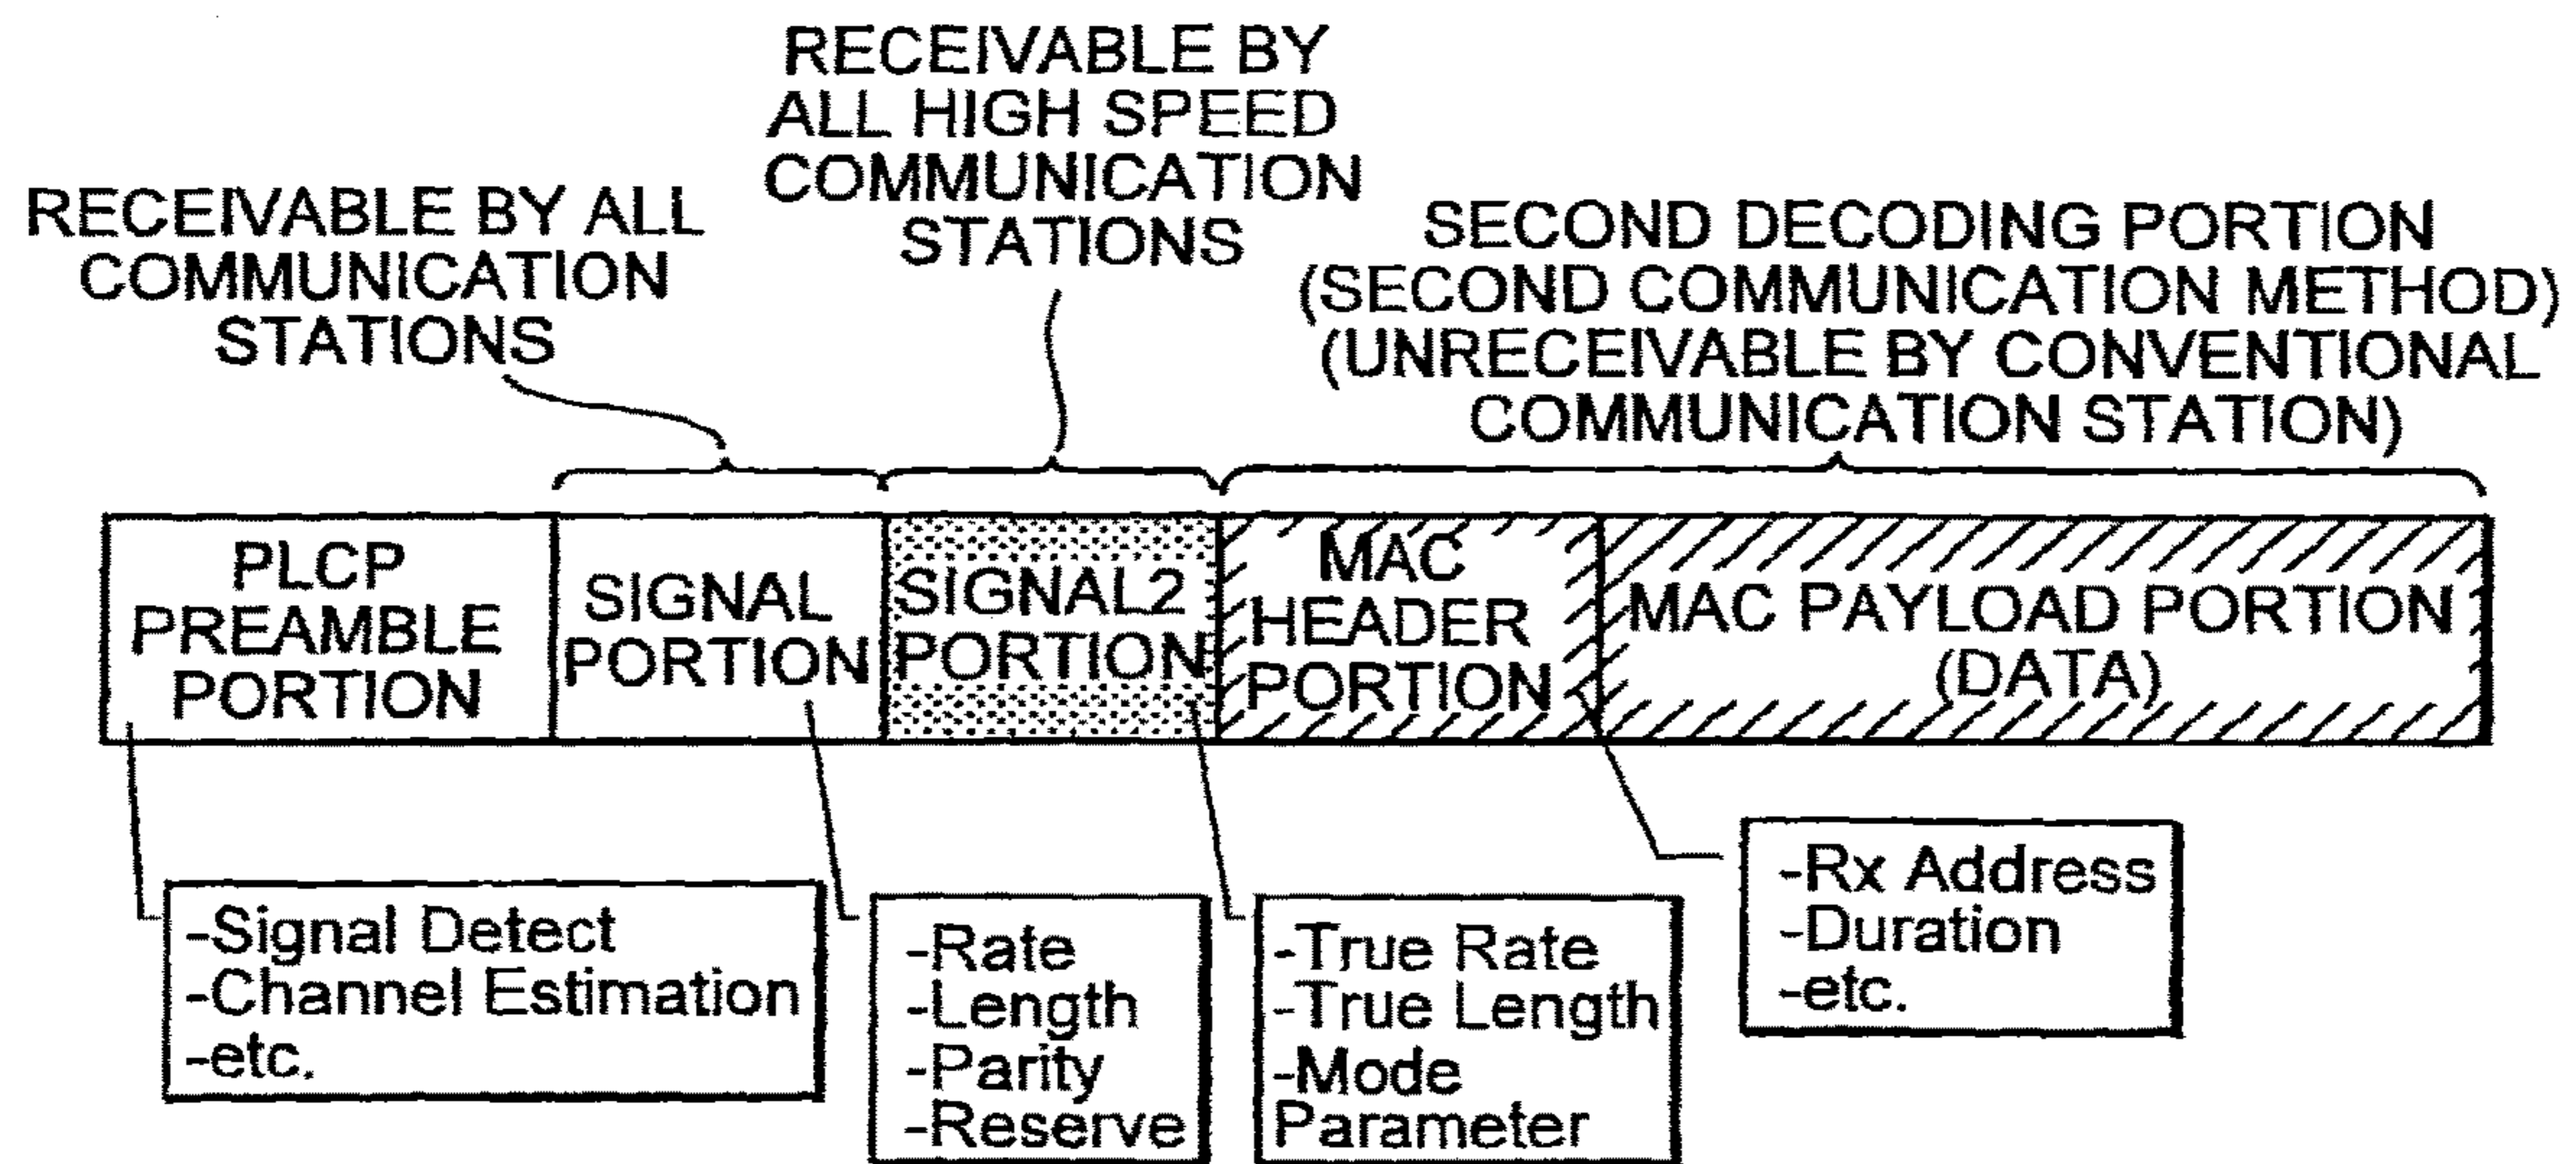 RECEIVABLE BY ALL
COMMUNICATION
STATIONS
RECEIVABLE BY
ALL HIGH SPEED
COMMUNICATION
STATIONS
SECOND DECODING PORTION
(SECOND COMMUNICATION METHOD)
(UNRECEIVABLE BY CONVENTIONAL
COMMUNICATION STATION)
PLCP
PREAMBLE
PORTION
SIGNAL
PORTION
SIGNAL2
PORTION
MAC
HEADER
PORTION
MAC PAYLOAD PORTION
(DATA)
-Signal Detect
-Channel Estimation
-etc.
-Rate
-Length
-Parity
-Reserve
-True Rate
-True Length
-Mode
Parameter
-Rx Address
-Duration
-etc.